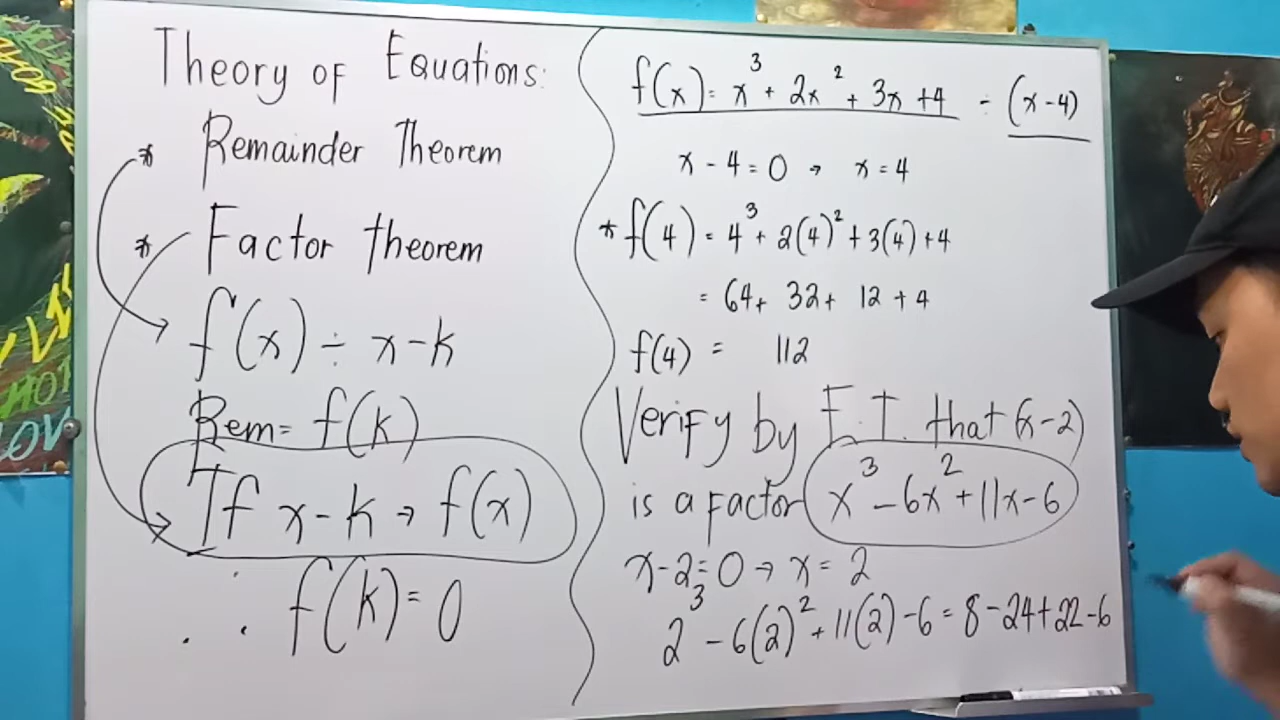 Theory of Equations:
* Remainder Theorem
* Factor theorem
f(x) ÷ x-k
Rem = f(k)
If x-k → f(x)
∴ f(k) = 0
f(x) = x³ + 2x² + 3x + 4 ÷ (x-4)
x - 4 = 0 → x = 4
* f(4) = 4³ + 2(4)² + 3(4) + 4
= 64 + 32 + 12 + 4
f(4) = 112
Verify by F.T. that (x-2)
is a factor x³ - 6x² + 11x - 6
x - 2 = 0 → x = 2
2³ - 6(2)² + 11(2) - 6 = 8 - 24 + 22 - 6